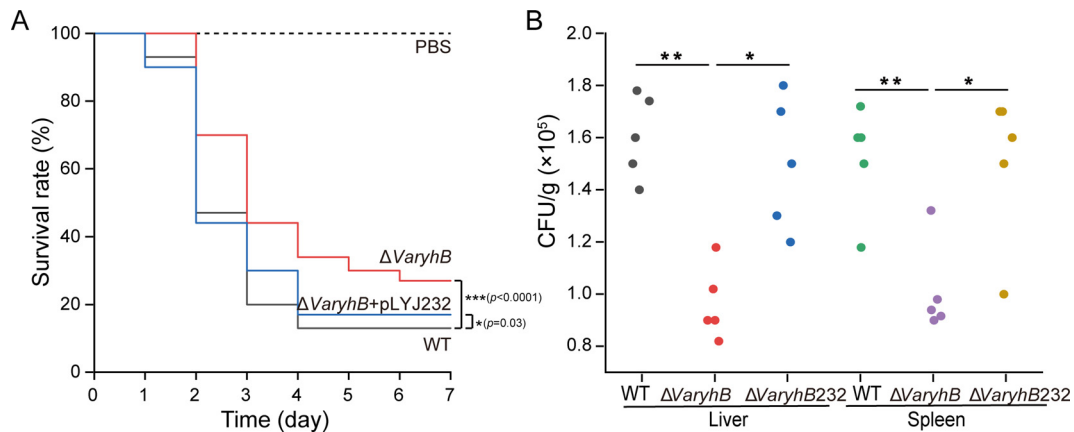 A
Survival rate (%)
100
80
60
40
20
0
PBS
ΔVaryhB
***(p<0.0001)
ΔVaryhB+pLYJ232
*(p=0.03)
WT
0 1 2 3 4 5 6 7
Time (day)
B
CFU/g (×10⁵)
2.0
1.8
1.6
1.4
1.2
1.0
0.8
** *
** *
WT ΔVaryhB ΔVaryhB232 WT ΔVaryhB ΔVaryhB232
Liver Spleen